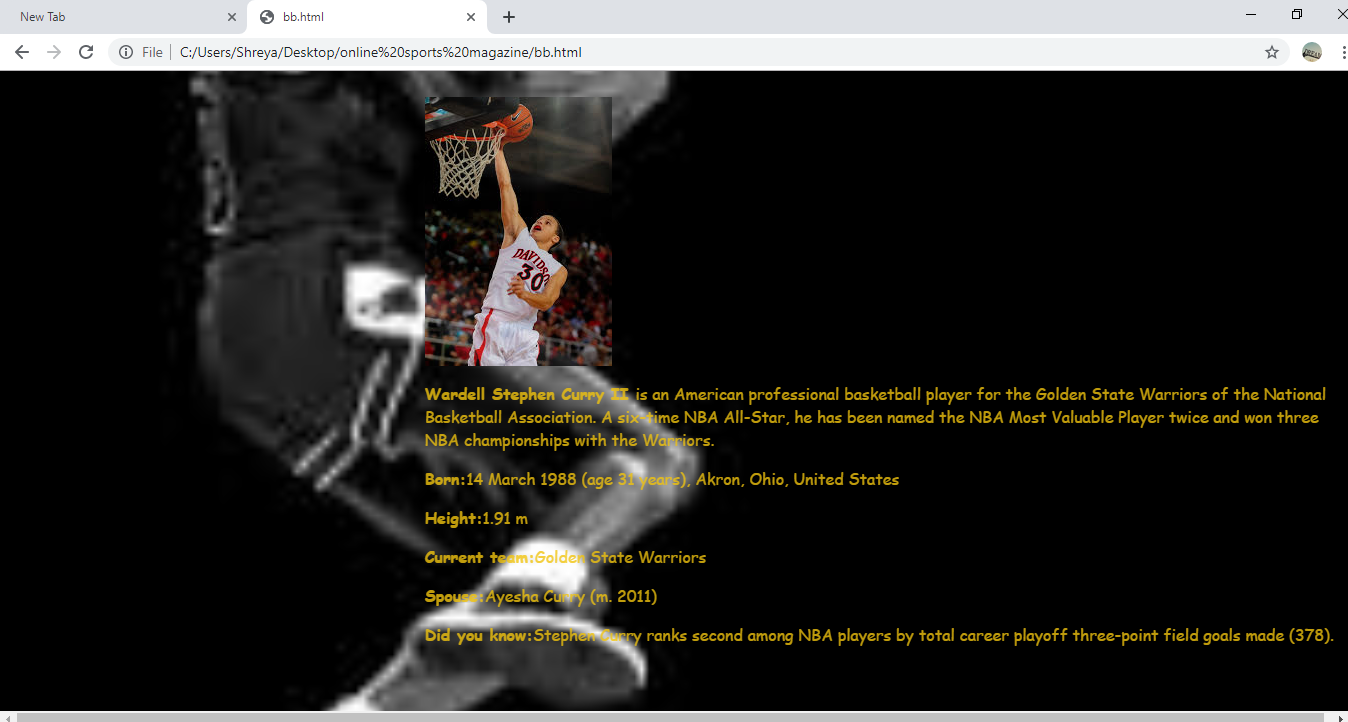 New Tab
bb.html
File
C:/Users/Shreya/Desktop/online%20sports%20magazine/bb.html
DAVIDSON
30
Wardell Stephen Curry II is an American professional basketball player for the Golden State Warriors of the National
Basketball Association. A six-time NBA All-Star, he has been named the NBA Most Valuable Player twice and won three
NBA championships with the Warriors.
Born:14 March 1988 (age 31 years), Akron, Ohio, United States
Height:1.91 m
Current team:Golden State Warriors
Spouse:Ayesha Curry (m. 2011)
Did you know:Stephen Curry ranks second among NBA players by total career playoff three-point field goals made (378).